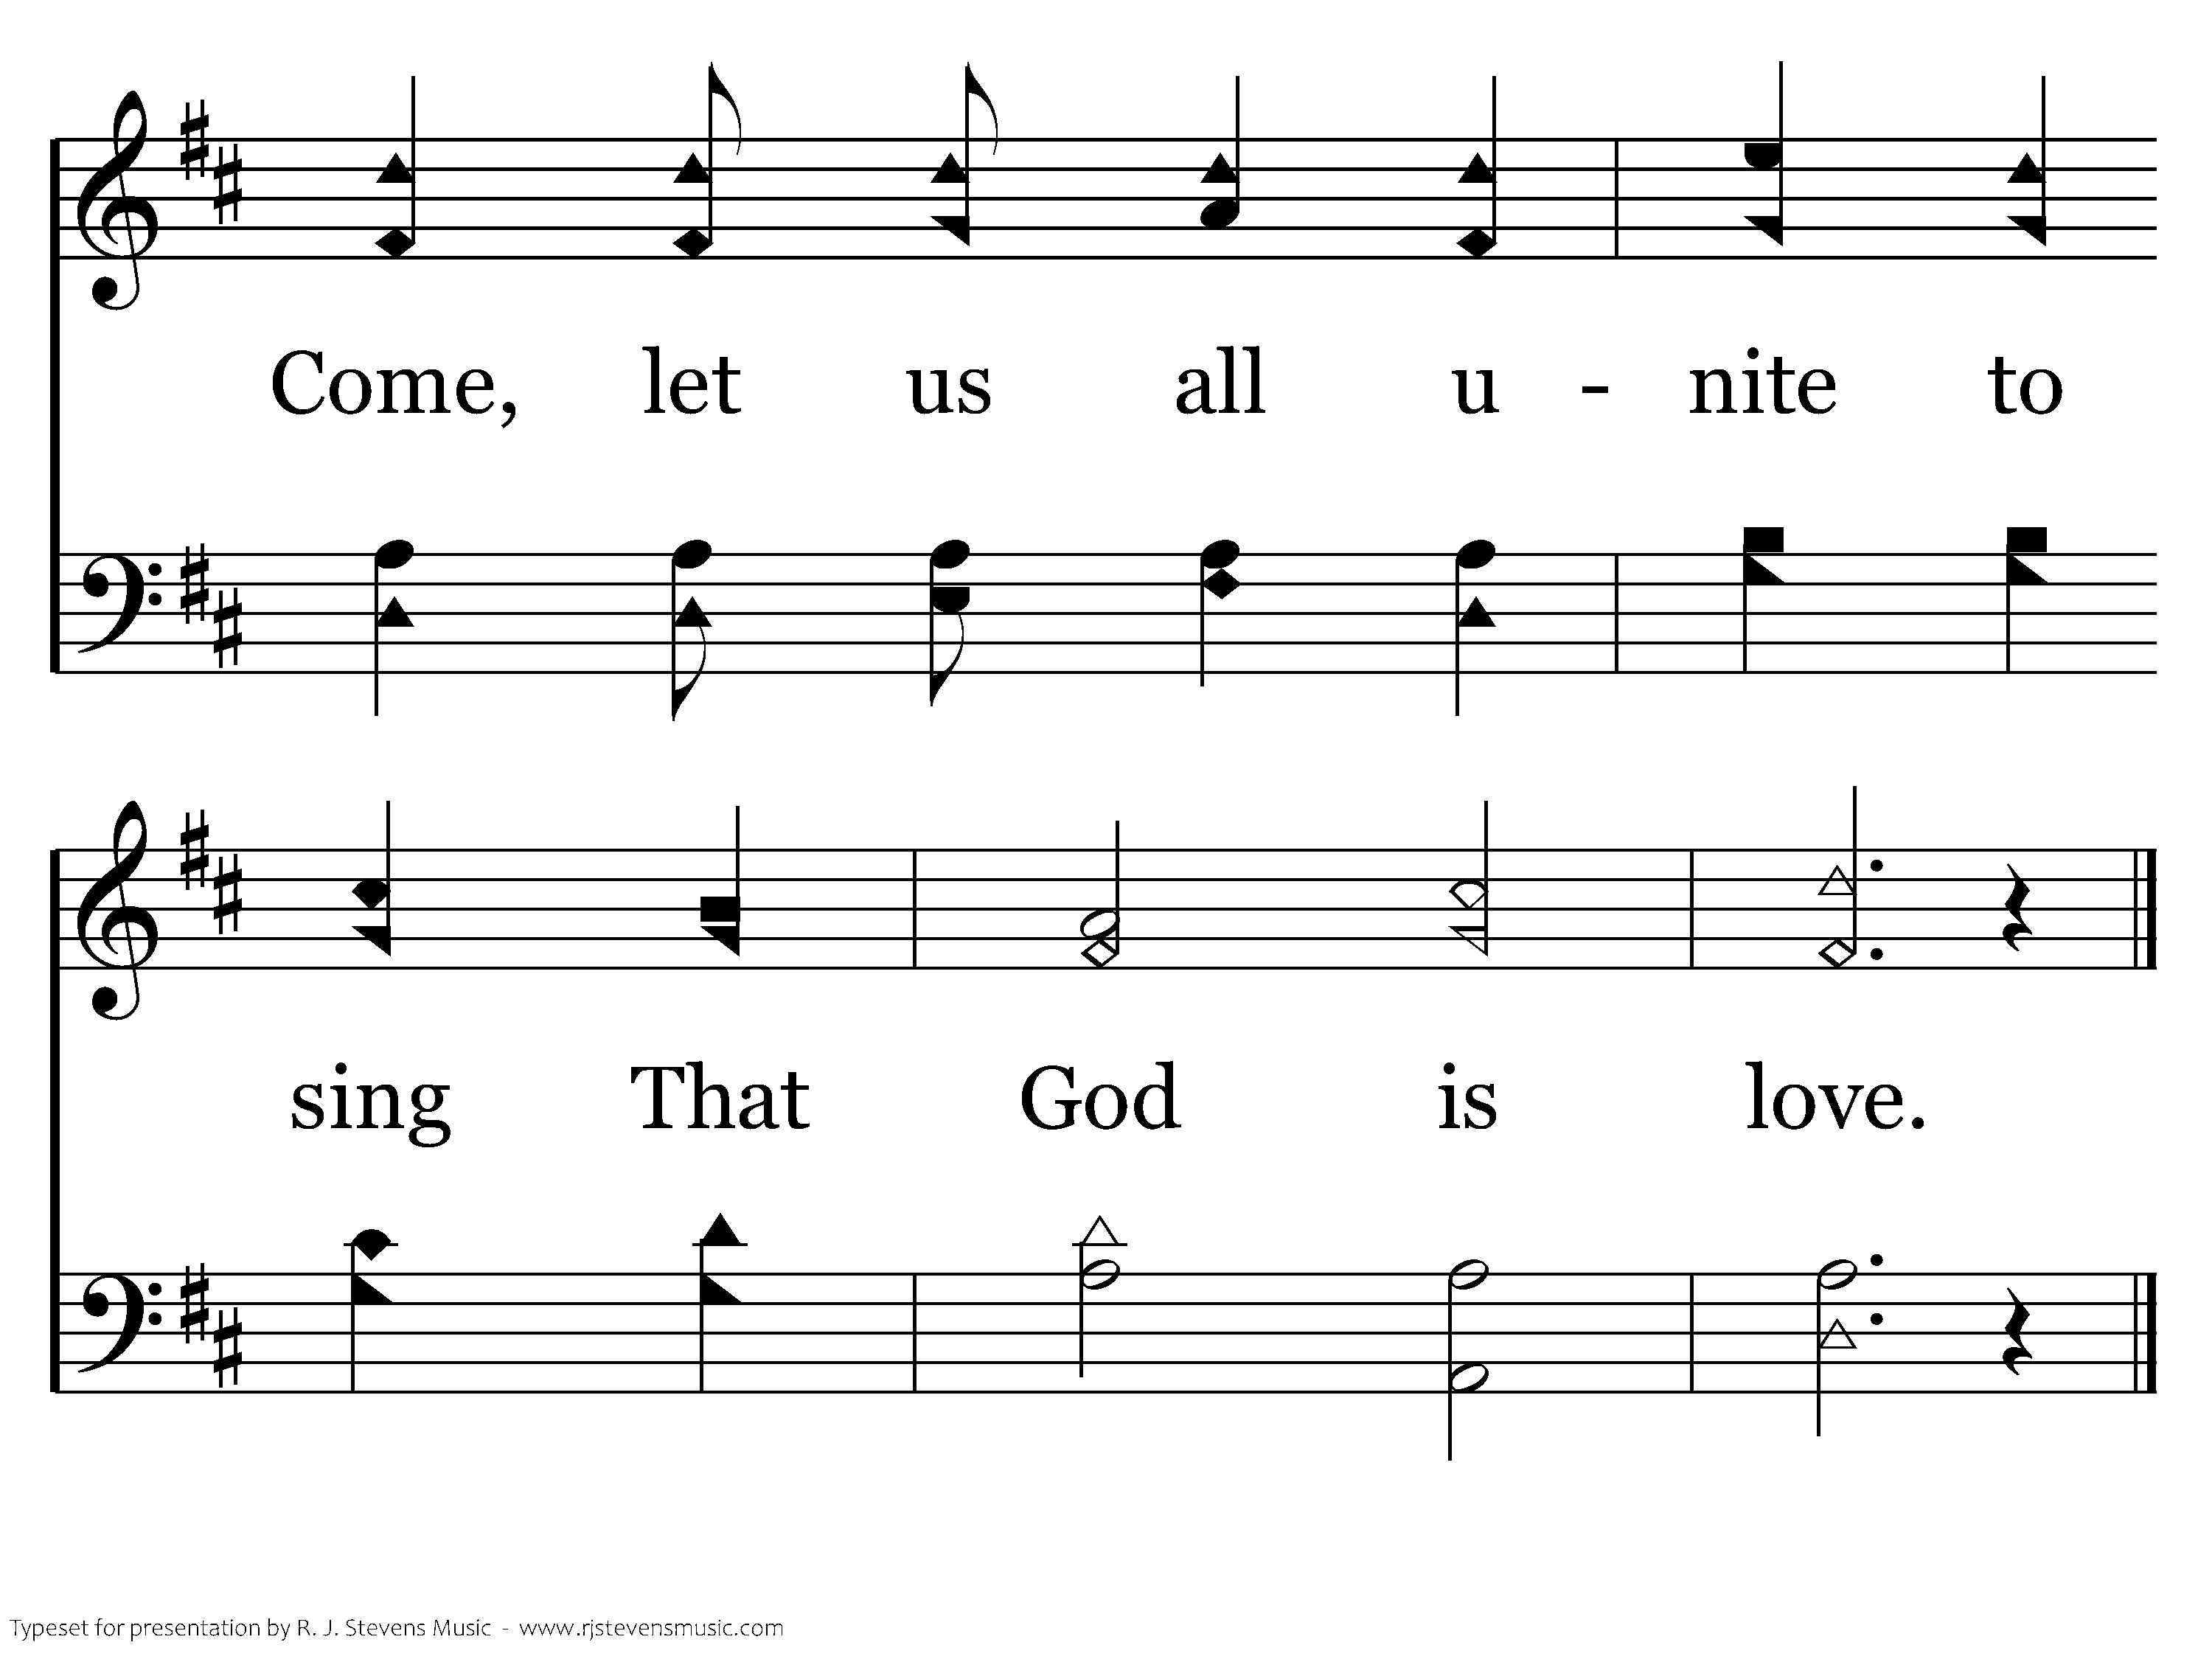 Come, let us all u - nite to
sing That God is love.
Typeset for presentation by R. J. Stevens Music - www.rjstevensmusic.com